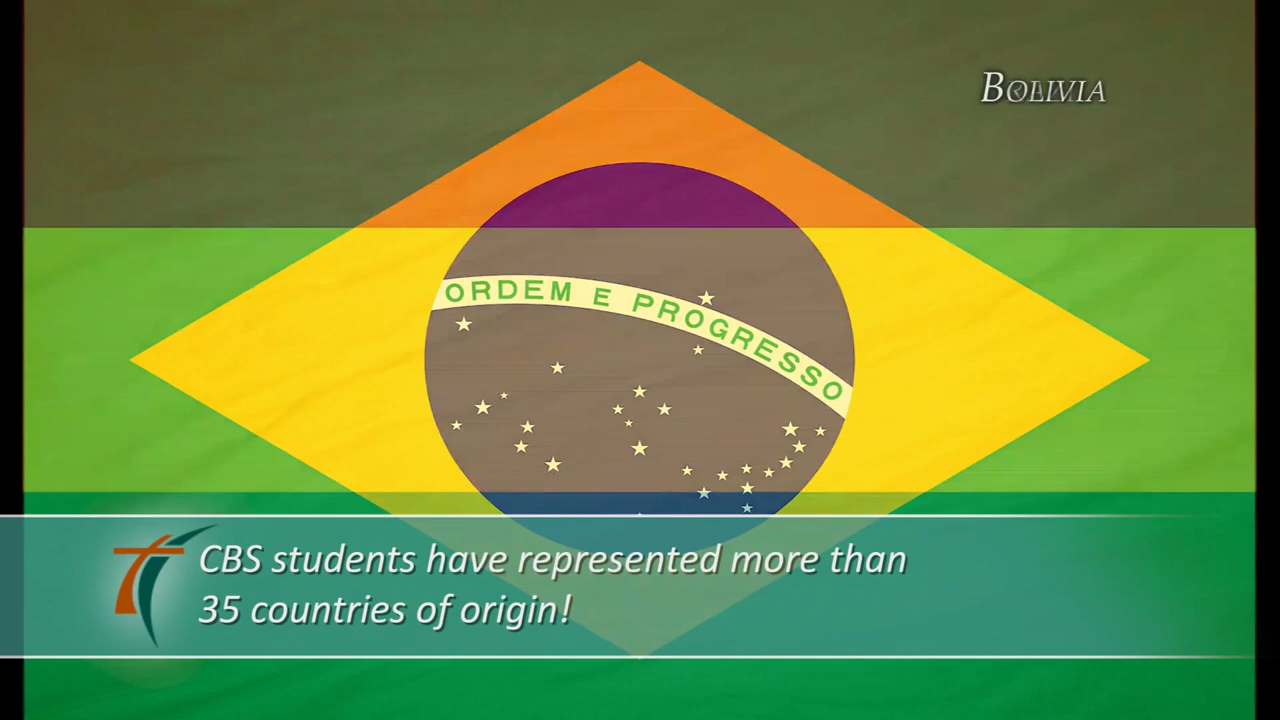 BOLIVIA
ORDEM E PROGRESSO
CBS students have represented more than
35 countries of origin!